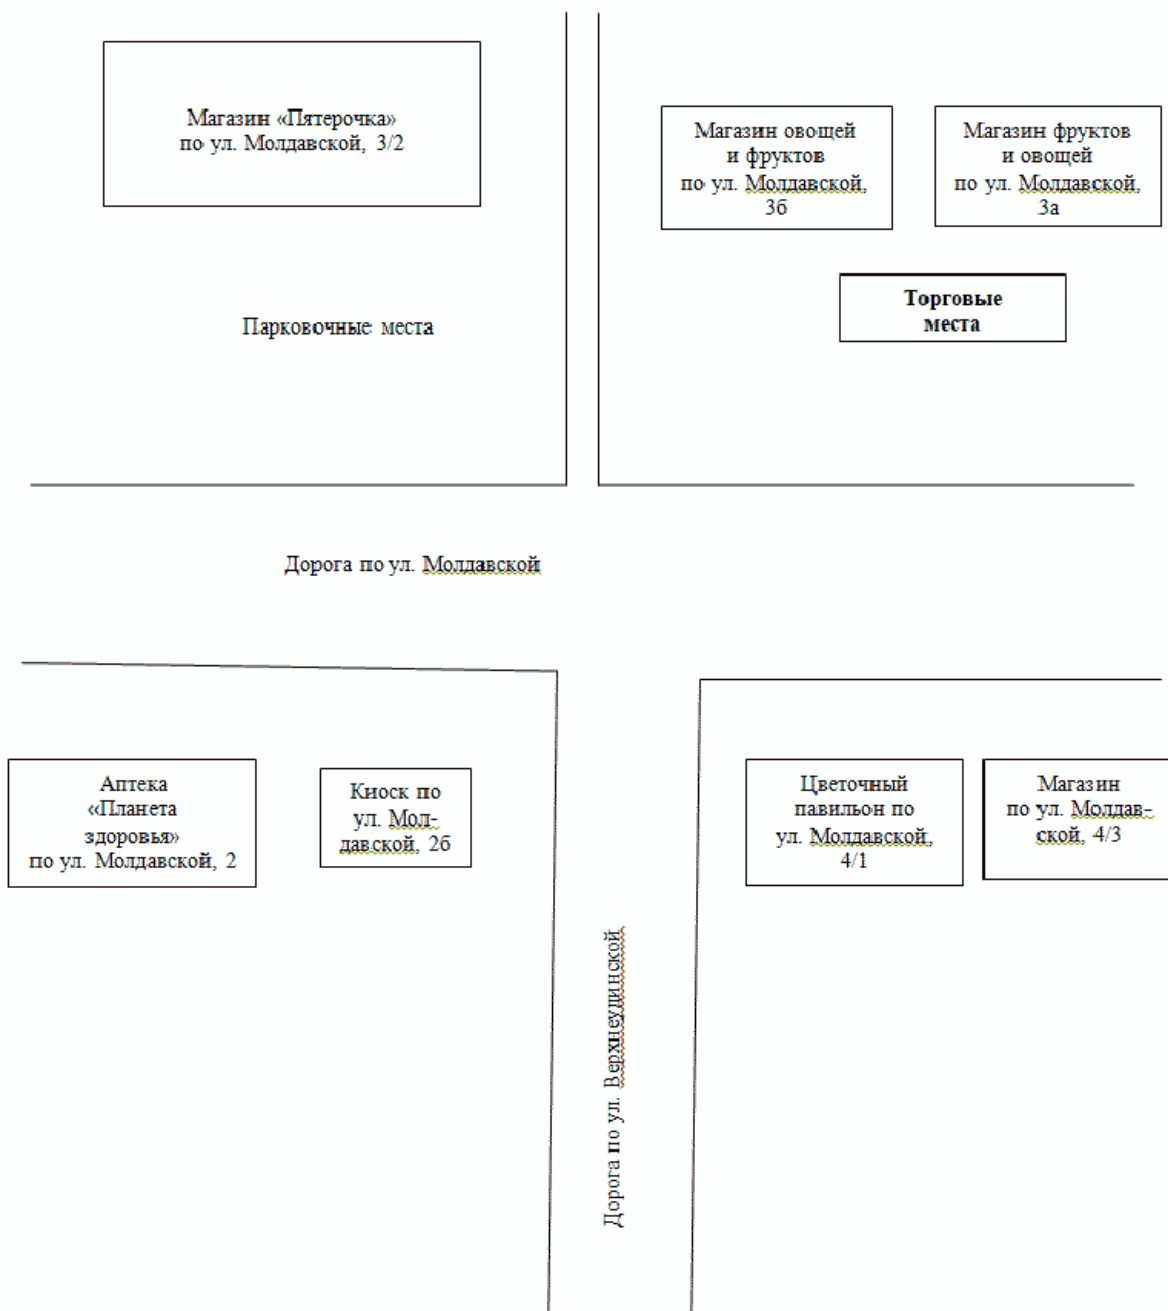 Магазин «Пятерочка»
по ул. Молдавской, 3/2
Магазин овощей
и фруктов
по ул. Молдавской,
3б
Магазин фруктов
и овощей
по ул. Молдавской,
3а
Торговые
места
Парковочные места
Дорога по ул. Молдавской
Аптека
«Планета
здоровья»
по ул. Молдавской, 2
Киоск по
ул. Мол-
давской, 2б
Цветочный
павильон по
ул. Молдавской,
4/1
Магазин
по ул. Молдав-
ской, 4/3
Дорога по ул. Верхнеудинской